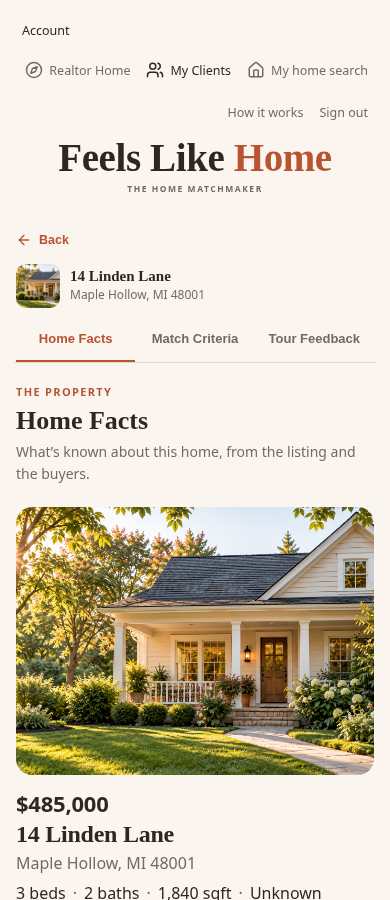 Account
Realtor Home
My Clients
My home search
How it works
Sign out
Feels Like Home
THE HOME MATCHMAKER
Back
14 Linden Lane
Maple Hollow, MI 48001
Home Facts
Match Criteria
Tour Feedback
THE PROPERTY
Home Facts
What’s known about this home, from the listing and
the buyers.
$485,000
14 Linden Lane
Maple Hollow, MI 48001
3 beds · 2 baths · 1,840 sqft · Unknown